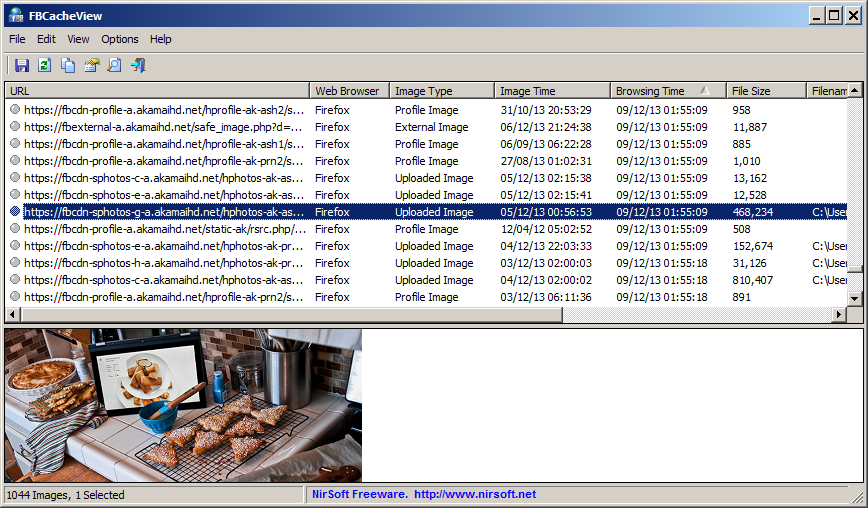 FBCacheView
File Edit View Options Help
URL Web Browser Image Type Image Time Browsing Time File Size Filenam
https://fbcdn-profile-a.akamaihd.net/hprofile-ak-ash2/s... Firefox Profile Image 31/10/13 20:53:29 09/12/13 01:55:09 958
https://fbexternal-a.akamaihd.net/safe_image.php?d=... Firefox External Image 06/12/13 21:24:38 09/12/13 01:55:09 11,887
https://fbcdn-profile-a.akamaihd.net/hprofile-ak-ash1/s... Firefox Profile Image 06/09/13 06:22:28 09/12/13 01:55:09 885
https://fbcdn-profile-a.akamaihd.net/hprofile-ak-prn2/s... Firefox Profile Image 27/08/13 01:02:31 09/12/13 01:55:09 1,010
https://fbcdn-sphotos-c-a.akamaihd.net/hphotos-ak-as... Firefox Uploaded Image 05/12/13 02:15:38 09/12/13 01:55:09 13,162
https://fbcdn-sphotos-e-a.akamaihd.net/hphotos-ak-as... Firefox Uploaded Image 05/12/13 02:15:41 09/12/13 01:55:09 12,528
https://fbcdn-sphotos-g-a.akamaihd.net/hphotos-ak-as... Firefox Uploaded Image 05/12/13 00:56:53 09/12/13 01:55:09 468,234 C:\User
https://fbcdn-profile-a.akamaihd.net/static-ak/rsrc.php/... Firefox Profile Image 12/04/12 05:02:52 09/12/13 01:55:09 508
https://fbcdn-sphotos-e-a.akamaihd.net/hphotos-ak-pr... Firefox Uploaded Image 04/12/13 22:03:33 09/12/13 01:55:09 152,674 C:\User
https://fbcdn-sphotos-h-a.akamaihd.net/hphotos-ak-pr... Firefox Uploaded Image 03/12/13 02:00:03 09/12/13 01:55:18 31,126 C:\User
https://fbcdn-sphotos-c-a.akamaihd.net/hphotos-ak-as... Firefox Uploaded Image 04/12/13 02:00:02 09/12/13 01:55:18 810,407 C:\User
https://fbcdn-profile-a.akamaihd.net/hprofile-ak-prn2/s... Firefox Profile Image 03/12/13 06:11:36 09/12/13 01:55:18 891
1044 Images, 1 Selected NirSoft Freeware. http://www.nirsoft.net